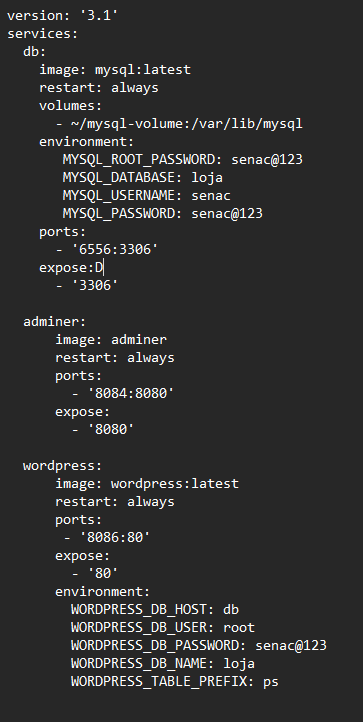 version: '3.1'
services:
  db:
    image: mysql:latest
    restart: always
    volumes:
      - ~/mysql-volume:/var/lib/mysql
    environment:
       MYSQL_ROOT_PASSWORD: senac@123
       MYSQL_DATABASE: loja
       MYSQL_USERNAME: senac
       MYSQL_PASSWORD: senac@123
    ports:
      - '6556:3306'
    expose:D
      - '3306'

  adminer:
      image: adminer
      restart: always
      ports:
        - '8084:8080'
      expose:
        - '8080'

  wordpress:
      image: wordpress:latest
      restart: always
      ports:
       - '8086:80'
      expose:
        - '80'
      environment:
        WORDPRESS_DB_HOST: db
        WORDPRESS_DB_USER: root
        WORDPRESS_DB_PASSWORD: senac@123
        WORDPRESS_DB_NAME: loja
        WORDPRESS_TABLE_PREFIX: ps